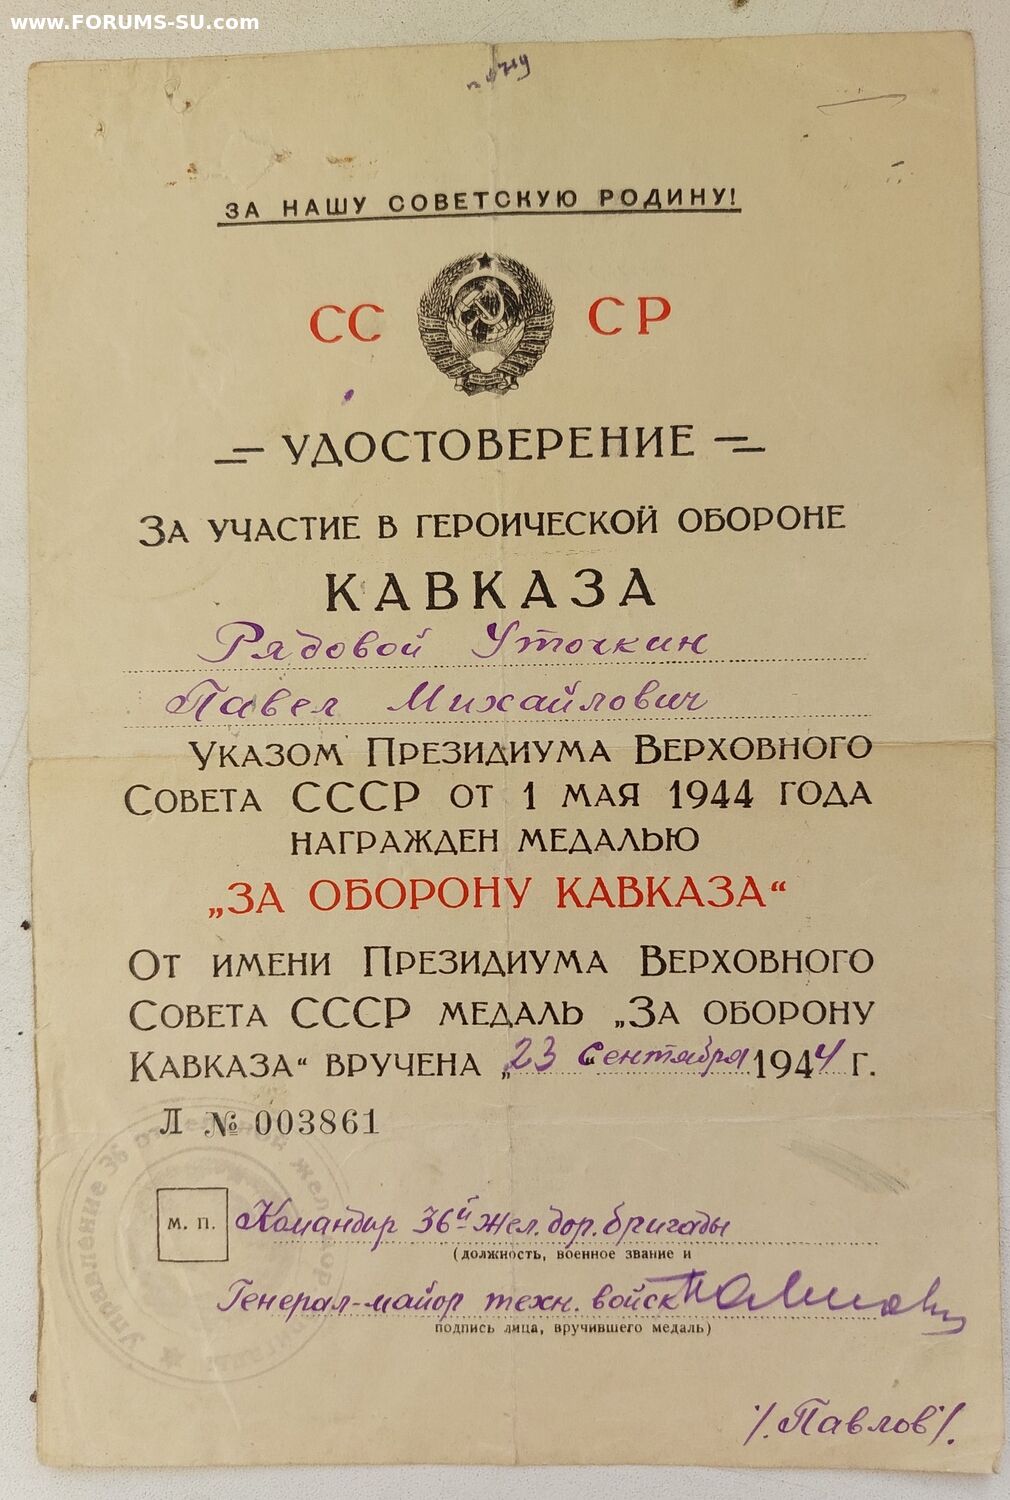 www.FORUMS-SU.com
ЗА НАШУ СОВЕТСКУЮ РОДИНУ!
СС СР
УДОСТОВЕРЕНИЕ
ЗА УЧАСТИЕ В ГЕРОИЧЕСКОЙ ОБОРОНЕ
КАВКАЗА
Рядовой Уточкин
Павел Михайлович
УКАЗОМ ПРЕЗИДИУМА ВЕРХОВНОГО
СОВЕТА СССР ОТ 1 МАЯ 1944 ГОДА
НАГРАЖДЕН МЕДАЛЬЮ
„ЗА ОБОРОНУ КАВКАЗА“
ОТ ИМЕНИ ПРЕЗИДИУМА ВЕРХОВНОГО
СОВЕТА СССР МЕДАЛЬ „ЗА ОБОРОНУ
КАВКАЗА“ ВРУЧЕНА „23 сентября 1944 Г.
Л № 003861
Управление 36
М. П. Командир 36й жел. дор. бригады
(должность, военное звание и
Генерал-майор техн. войск
подпись лица, вручившего медаль)
/.Павлов/.